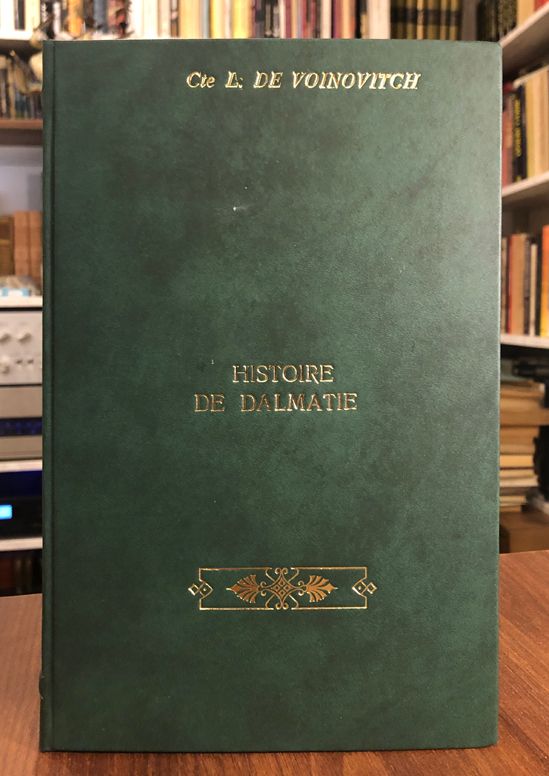 Cte L: DE VOINOVITCH
HISTOIRE
DE DALMATIE